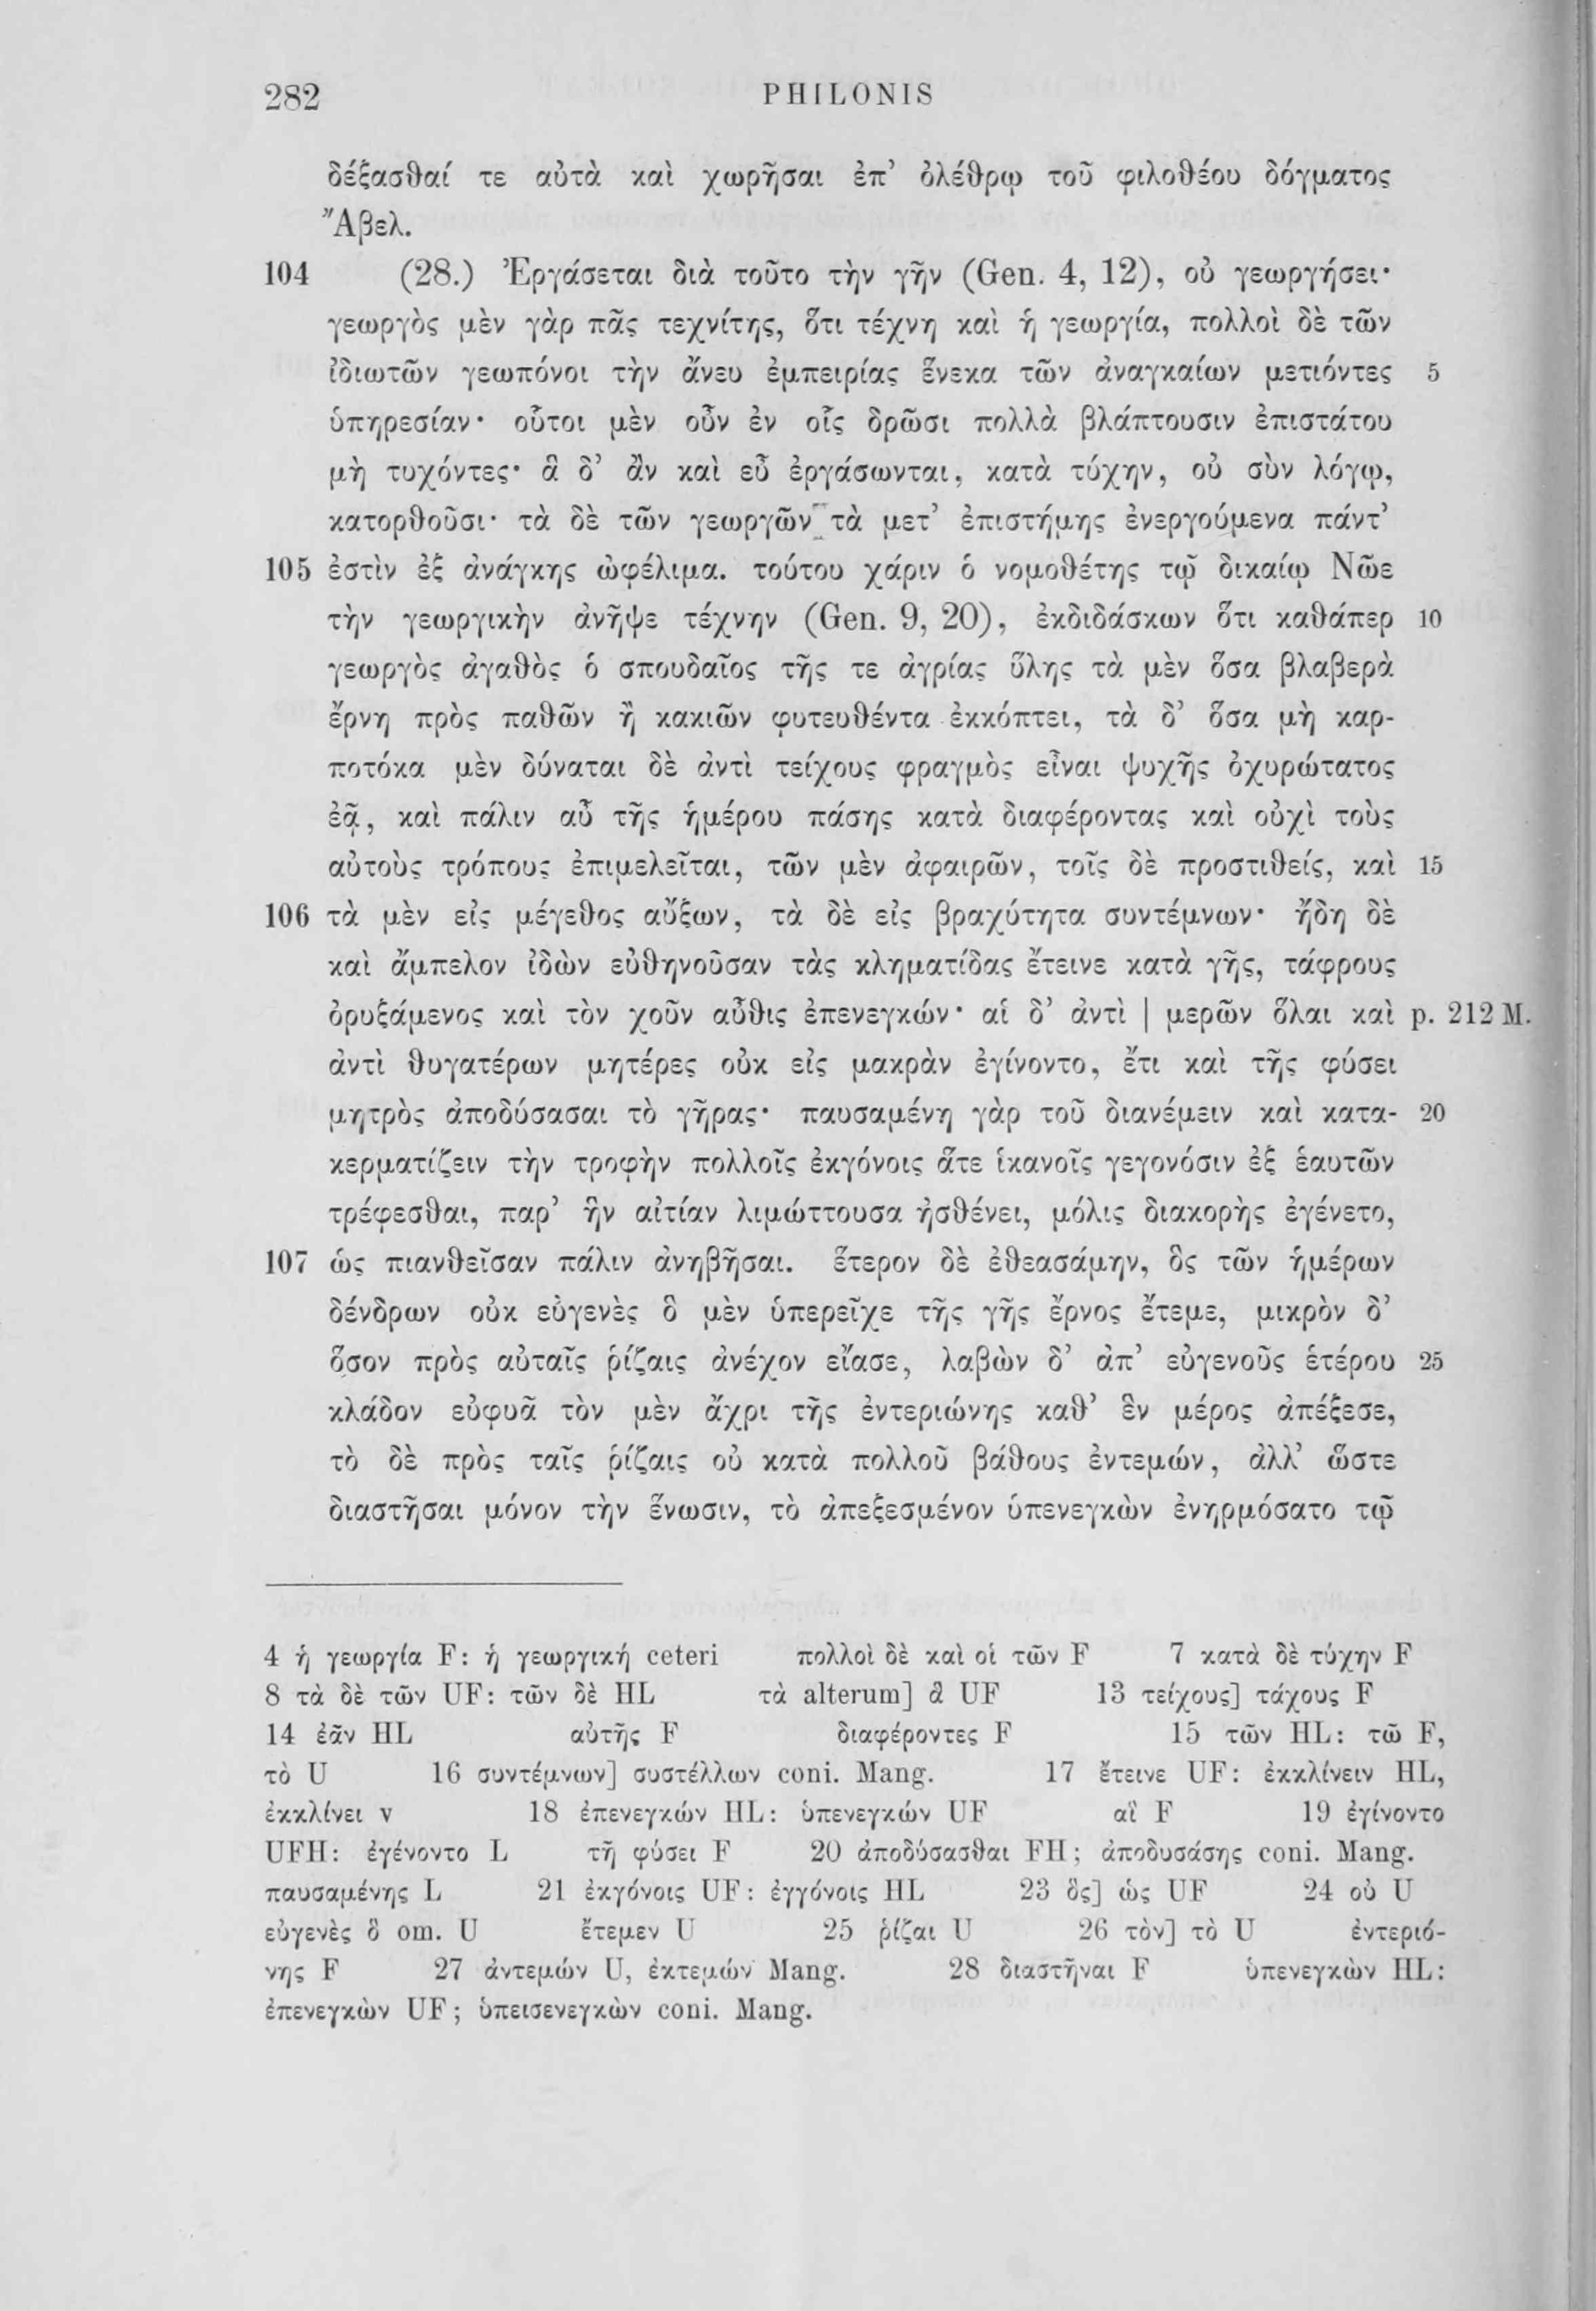 282 PHILONIS
δέξασθαί τε αὐτὰ καὶ χωρῆσαι ἐπ’ ὀλέθρῳ τοῦ φιλοθέου δόγματος
Ἄβελ.
104 (28.) Ἐργάσεται διὰ τοῦτο τὴν γῆν (Gen. 4, 12), οὐ γεωργήσει·
γεωργὸς μὲν γὰρ πᾶς τεχνίτης, ὅτι τέχνη καὶ ἡ γεωργία, πολλοὶ δὲ τῶν
ἰδιωτῶν γεωπόνοι τὴν ἄνευ ἐμπειρίας ἕνεκα τῶν ἀναγκαίων μετιόντες 5
ὑπηρεσίαν· οὗτοι μὲν οὖν ἐν οἷς δρῶσι πολλὰ βλάπτουσιν ἐπιστάτου
μὴ τυχόντες· ἃ δ’ ἂν καὶ εὖ ἐργάσωνται, κατὰ τύχην, οὐ σὺν λόγῳ,
κατορθοῦσι· τὰ δὲ τῶν γεωργῶν τὰ μετ’ ἐπιστήμης ἐνεργούμενα πάντ’
105 ἐστὶν ἐξ ἀνάγκης ὠφέλιμα. τούτου χάριν ὁ νομοθέτης τῷ δικαίῳ Νῶε
τὴν γεωργικὴν ἀνῆψε τέχνην (Gen. 9, 20), ἐκδιδάσκων ὅτι καθάπερ 10
γεωργὸς ἀγαθὸς ὁ σπουδαῖος τῆς τε ἀγρίας ὕλης τὰ μὲν ὅσα βλαβερὰ
ἔρνη πρὸς παθῶν ἢ κακιῶν φυτευθέντα ἐκκόπτει, τὰ δ’ ὅσα μὴ καρ-
ποτόκα μὲν δύναται δὲ ἀντὶ τείχους φραγμὸς εἶναι ψυχῆς ὀχυρώτατος
ἐᾷ, καὶ πάλιν αὖ τῆς ἡμέρου πάσης κατὰ διαφέροντας καὶ οὐχὶ τοὺς
αὐτοὺς τρόπους ἐπιμελεῖται, τῶν μὲν ἀφαιρῶν, τοῖς δὲ προστιθείς, καὶ 15
106 τὰ μὲν εἰς μέγεθος αὔξων, τὰ δὲ εἰς βραχύτητα συντέμνων· ἤδη δὲ
καὶ ἄμπελον ἰδὼν εὐθηνοῦσαν τὰς κληματίδας ἔτεινε κατὰ γῆς, τάφρους
ὀρυξάμενος καὶ τὸν χοῦν αὖθις ἐπενεγκών· αἱ δ’ ἀντὶ | μερῶν ὅλαι καὶ p. 212 M.
ἀντὶ θυγατέρων μητέρες οὐκ εἰς μακρὰν ἐγίνοντο, ἔτι καὶ τῆς φύσει
μητρὸς ἀποδύσασαι τὸ γῆρας· παυσαμένη γὰρ τοῦ διανέμειν καὶ κατα- 20
κερματίζειν τὴν τροφὴν πολλοῖς ἐκγόνοις ἅτε ἱκανοῖς γεγονόσιν ἐξ ἑαυτῶν
τρέφεσθαι, παρ’ ἣν αἰτίαν λιμώττουσα ἠσθένει, μόλις διακορὴς ἐγένετο,
107 ὡς πιανθεῖσαν πάλιν ἀνηβῆσαι. ἕτερον δὲ ἐθεασάμην, ὃς τῶν ἡμέρων
δένδρων οὐκ εὐγενὲς ὃ μὲν ὑπερεῖχε τῆς γῆς ἔρνος ἔτεμε, μικρὸν δ’
ὅσον πρὸς αὐταῖς ῥίζαις ἀνέχον εἴασε, λαβὼν δ’ ἀπ’ εὐγενοῦς ἑτέρου 25
κλάδον εὐφυᾶ τὸν μὲν ἄχρι τῆς ἐντεριώνης καθ’ ἓν μέρος ἀπέξεσε,
τὸ δὲ πρὸς ταῖς ῥίζαις οὐ κατὰ πολλοῦ βάθους ἐντεμών, ἀλλ’ ὥστε
διαστῆσαι μόνον τὴν ἕνωσιν, τὸ ἀπεξεσμένον ὑπενεγκὼν ἐνηρμόσατο τῷ
4 ἡ γεωργία F: ἡ γεωργική ceteri πολλοὶ δὲ καὶ οἱ τῶν F 7 κατὰ δὲ τύχην F
8 τὰ δὲ τῶν UF: τῶν δὲ HL τὰ alterum] ἃ UF 13 τείχους] τάχους F
14 ἐᾶν HL αὐτῆς F διαφέροντες F 15 τῶν HL: τῶ F,
τὸ U 16 συντέμνων] συστέλλων coni. Mang. 17 ἔτεινε UF: ἐκκλίνειν HL,
ἐκκλίνει v 18 ἐπενεγκών HL: ὑπενεγκών UF αἳ F 19 ἐγίνοντο
UFH: ἐγένοντο L τῇ φύσει F 20 ἀποδύσασθαι FH; ἀποδυσάσης coni. Mang.
παυσαμένης L 21 ἐκγόνοις UF: ἐγγόνοις HL 23 ὃς] ὡς UF 24 οὐ U
εὐγενὲς ὃ om. U ἔτεμεν U 25 ῥίζαι U 26 τὸν] τὸ U ἐντεριό-
νης F 27 ἀντεμών U, ἐκτεμών Mang. 28 διαστῆναι F ὑπενεγκὼν HL:
ἐπενεγκὼν UF; ὑπεισενεγκὼν coni. Mang.